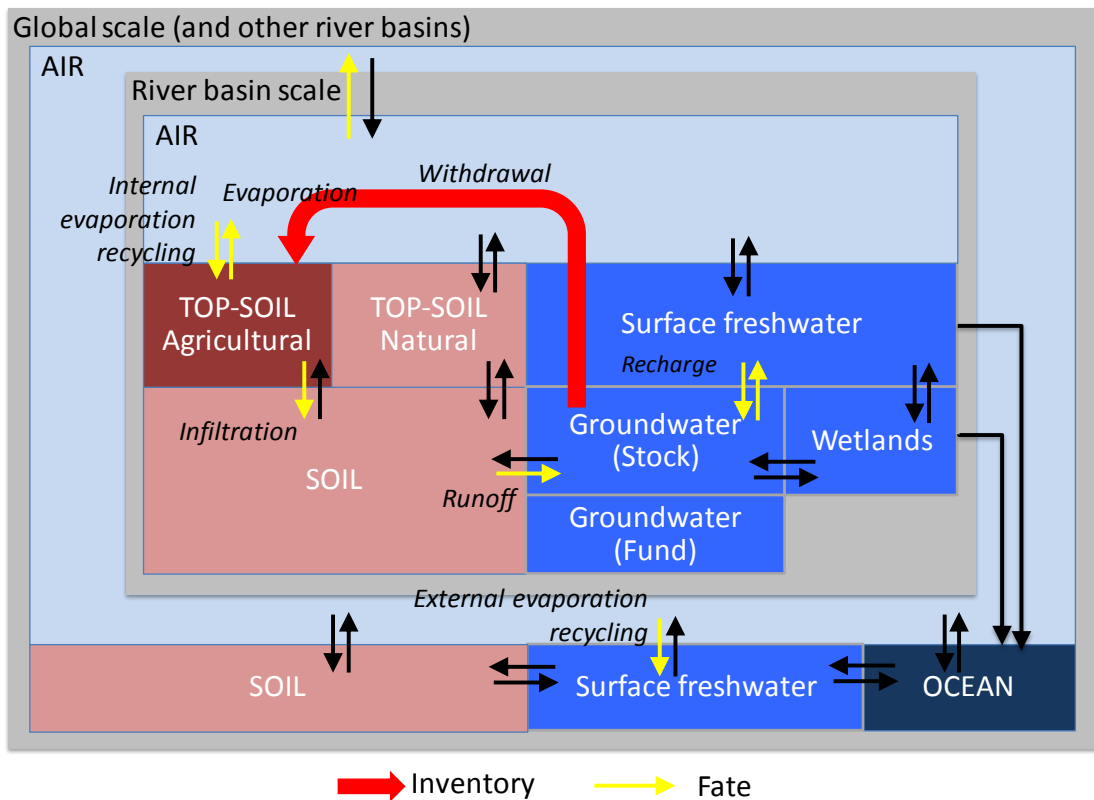 Global scale (and other river basins)
AIR
River basin scale
AIR
Internal
evaporation
recycling
Evaporation
Withdrawal
TOP-SOIL
Agricultural
TOP-SOIL
Natural
Surface freshwater
Recharge
Infiltration
SOIL
Runoff
Groundwater
(Stock)
Wetlands
Groundwater
(Fund)
External evaporation
recycling
SOIL
Surface freshwater
OCEAN
Inventory
Fate